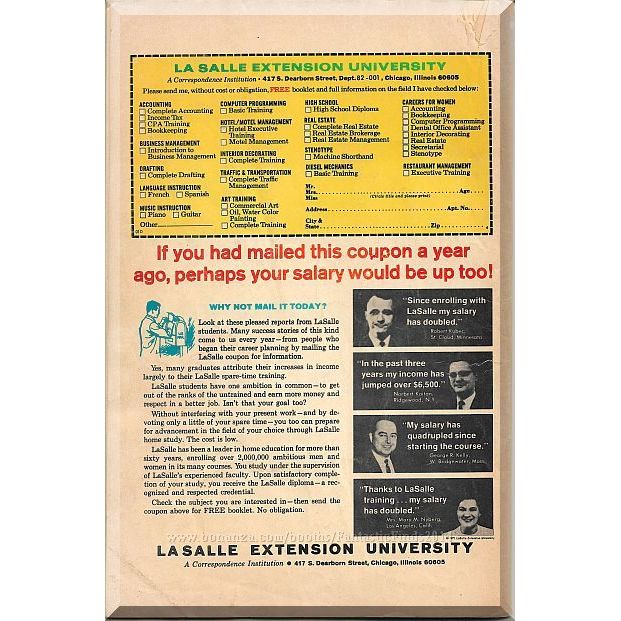 LA SALLE EXTENSION UNIVERSITY
A Correspondence Institution • 417 S. Dearborn Street, Dept. 82-001, Chicago, Illinois 60605
Please send me, without cost or obligation, FREE booklet and full information on the field I have checked below:
ACCOUNTING
Complete Accounting
Income Tax
CPA Training
Bookkeeping
BUSINESS MANAGEMENT
Introduction to
Business Management
DRAFTING
Complete Drafting
LANGUAGE INSTRUCTION
French Spanish
MUSIC INSTRUCTION
Piano Guitar
Other
COMPUTER PROGRAMMING
Basic Training
HOTEL/MOTEL MANAGEMENT
Hotel Executive
Training
Motel Management
INTERIOR DECORATING
Complete Training
TRAFFIC & TRANSPORTATION
Complete Traffic
Management
ART TRAINING
Commercial Art
Oil, Water Color
Painting
Complete Training
HIGH SCHOOL
High School Diploma
REAL ESTATE
Complete Real Estate
Real Estate Brokerage
Real Estate Management
STENOTYPE
Machine Shorthand
DIESEL MECHANICS
Basic Training
CAREERS FOR WOMEN
Accounting
Bookkeeping
Computer Programming
Dental Office Assistant
Interior Decorating
Real Estate
Secretarial
Stenotype
RESTAURANT MANAGEMENT
Executive Training
Mr.
Mrs. Age
Miss (Circle title and please print)
Address Apt. No.
City &
State Zip
If you had mailed this coupon a year
ago, perhaps your salary would be up too!
WHY NOT MAIL IT TODAY?
Look at these pleased reports from LaSalle
students. Many success stories of this kind
come to us every year—from people who
began their career planning by mailing the
LaSalle coupon for information.
Yes, many graduates attribute their increases in income
largely to their LaSalle spare-time training.
LaSalle students have one ambition in common—to get
out of the ranks of the untrained and earn more money and
respect in a better job. Isn't that your goal too?
Without interfering with your present work—and by de-
voting only a little of your spare time—you too can prepare
for advancement in the field of your choice through LaSalle
home study. The cost is low.
LaSalle has been a leader in home education for more than
sixty years, enrolling over 2,000,000 ambitious men and
women in its many courses. You study under the supervision
of LaSalle's experienced faculty. Upon satisfactory comple-
tion of your study, you receive the LaSalle diploma—a rec-
ognized and respected credential.
Check the subject you are interested in—then send the
coupon above for FREE booklet. No obligation.
"Since enrolling with
LaSalle my salary
has doubled."
Robert Kuber,
St. Cloud, Minnesota
"In the past three
years my income has
jumped over $6,500."
Norbert Kaiton,
Ridgewood, N.Y.
"My salary has
quadrupled since
starting the course."
George R. Kelly,
W. Bridgewater, Mass.
"Thanks to LaSalle
training . . . my salary
has doubled."
Mrs. Mary M. Nyberg,
Los Angeles, Calif.
www.bonanza.com/booths/
LASALLE EXTENSION UNIVERSITY
A Correspondence Institution • 417 S. Dearborn Street, Chicago, Illinois 60605